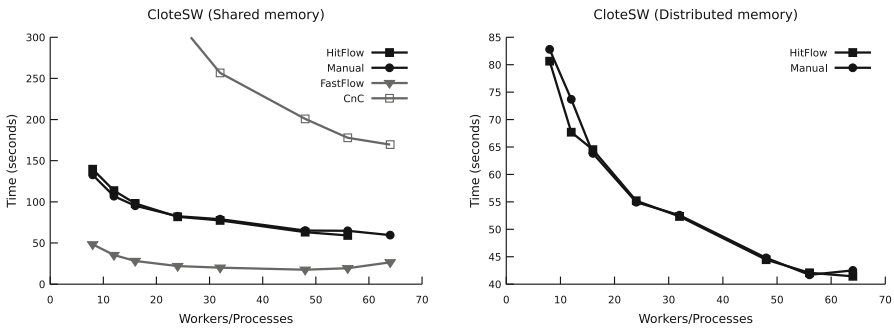 CloteSW (Shared memory)
300
250
200
150
100
50
0
Time (seconds)
HitFlow
Manual
FastFlow
CnC
0 10 20 30 40 50 60 70
Workers/Processes
CloteSW (Distributed memory)
85
80
75
70
65
60
55
50
45
40
Time (seconds)
HitFlow
Manual
0 10 20 30 40 50 60 70
Workers/Processes